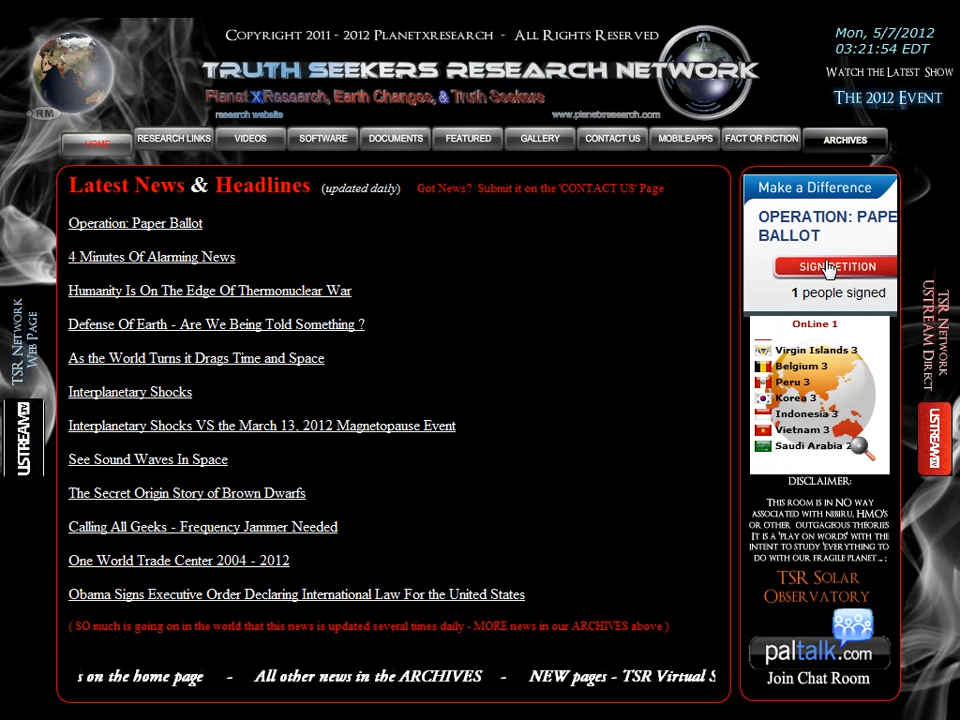 Copyright 2011 - 2012 Planetxresearch - All Rights Reserved
Mon, 5/7/2012
03:21:54 EDT
Truth Seekers Research Network
Watch the Latest Show
Planet XResearch, Earth Changes, & Truth Seekers
The 2012 Event
RM
research website
www.planetxresearch.com
HOME
RESEARCH LINKS
VIDEOS
SOFTWARE
DOCUMENTS
FEATURED
GALLERY
CONTACT US
MOBILEAPPS
FACT OR FICTION
ARCHIVES
Latest News & Headlines (updated daily) Got News? Submit it on the 'CONTACT US' Page
Operation: Paper Ballot
4 Minutes Of Alarming News
Humanity Is On The Edge Of Thermonuclear War
Defense Of Earth - Are We Being Told Something ?
As the World Turns it Drags Time and Space
Interplanetary Shocks
Interplanetary Shocks VS the March 13, 2012 Magnetopause Event
See Sound Waves In Space
The Secret Origin Story of Brown Dwarfs
Calling All Geeks - Frequency Jammer Needed
One World Trade Center 2004 - 2012
Obama Signs Executive Order Declaring International Law For the United States
( SO much is going on in the world that this news is updated several times daily - MORE news in our ARCHIVES above )
s on the home page - All other news in the ARCHIVES - NEW pages - TSR Virtual S
Make a Difference
OPERATION: PAPE
BALLOT
SIGN PETITION
1 people signed
OnLine 1
Virgin Islands 3
Belgium 3
Peru 3
Korea 3
Indonesia 3
Vietnam 3
Saudi Arabia 2
DISCLAIMER:
This room is in NO way
associated with Nibiru, HMO's
or other outgageous theories
It is a 'play on words' with the
intent to study 'everything to
do with our fragile planet ... ;
TSR Solar
Observatory
paltalk.com
Join Chat Room
TSR Network
Web Page
USTREAM TV
TSR Network
USTREAM Direct
USTREAM TV